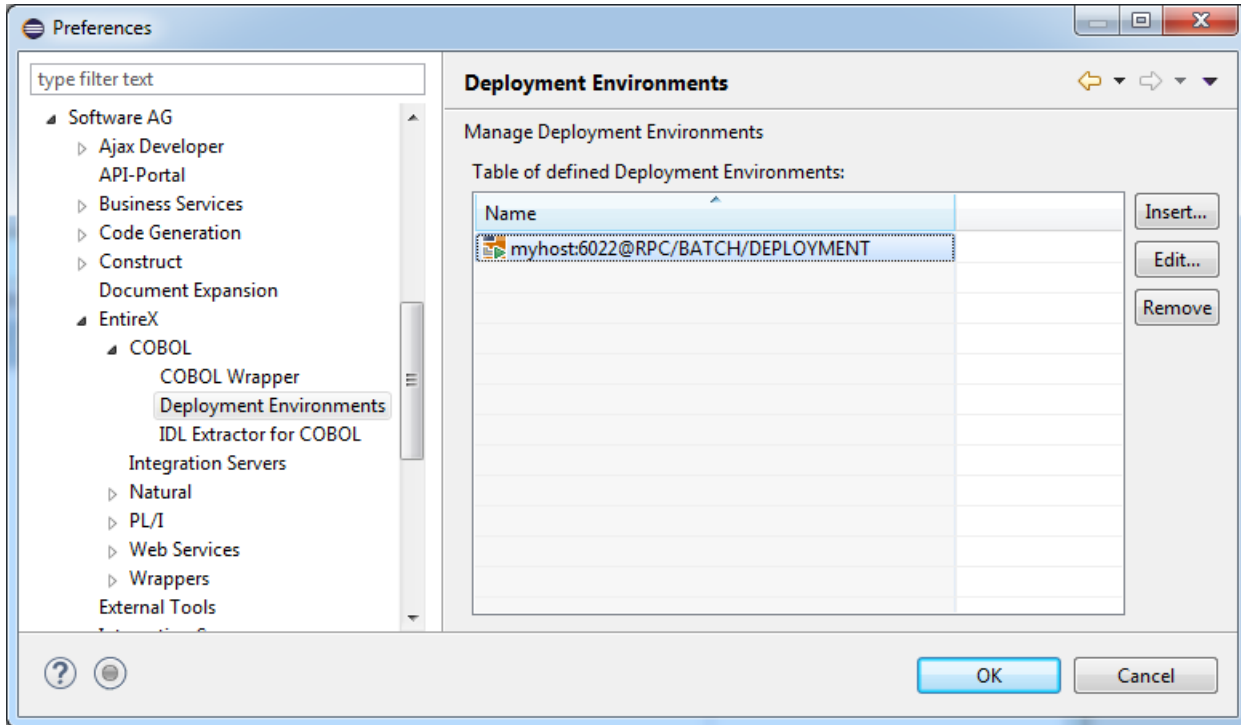 Preferences
type filter text
Software AG
Ajax Developer
API-Portal
Business Services
Code Generation
Construct
Document Expansion
EntireX
COBOL
COBOL Wrapper
Deployment Environments
IDL Extractor for COBOL
Integration Servers
Natural
PL/I
Web Services
Wrappers
External Tools
Deployment Environments
Manage Deployment Environments
Table of defined Deployment Environments:
Name
myhost:6022@RPC/BATCH/DEPLOYMENT
Insert...
Edit...
Remove
OK
Cancel